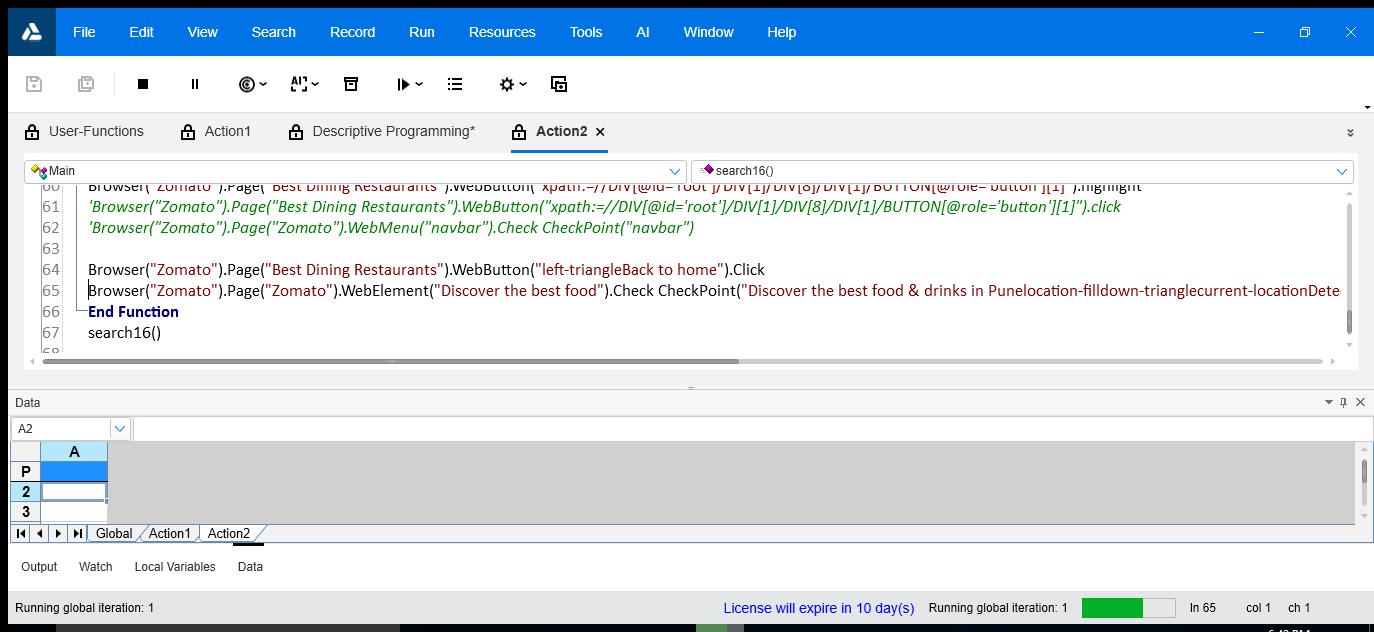 File Edit View Search Record Run Resources Tools AI Window Help
User-Functions Action1 Descriptive Programming* Action2
Main search16()
60 Browser("Zomato").Page("Best Dining Restaurants").WebButton("xpath:=//DIV[@id='root']/DIV[1]/DIV[8]/DIV[1]/BUTTON[@role='button'][1]").highlight
61 'Browser("Zomato").Page("Best Dining Restaurants").WebButton("xpath:=//DIV[@id='root']/DIV[1]/DIV[8]/DIV[1]/BUTTON[@role='button'][1]").click
62 'Browser("Zomato").Page("Zomato").WebMenu("navbar").Check CheckPoint("navbar")
63
64 Browser("Zomato").Page("Best Dining Restaurants").WebButton("left-triangleBack to home").Click
65 Browser("Zomato").Page("Zomato").WebElement("Discover the best food").Check CheckPoint("Discover the best food & drinks in Punelocation-filldown-trianglecurrent-locationDete
66 End Function
67 search16()
68
Data
A2
A
P
2
3
Global Action1 Action2
Output Watch Local Variables Data
Running global iteration: 1 License will expire in 10 day(s) Running global iteration: 1 ln 65 col 1 ch 1